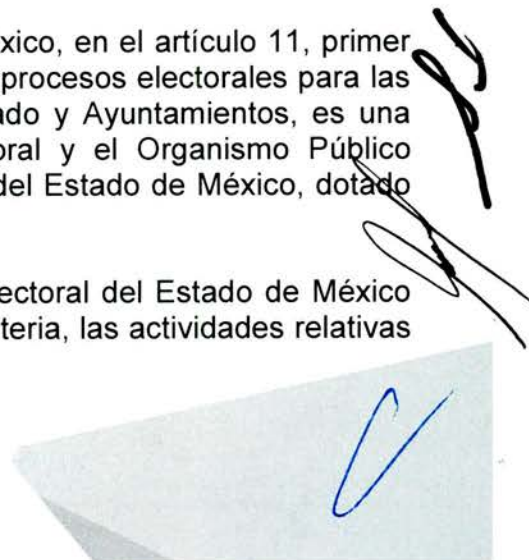 xico, en el artículo 11, primer
procesos electorales para las
ado y Ayuntamientos, es una
oral y el Organismo Público
del Estado de México, dotado
ectoral del Estado de México
teria, las actividades relativas